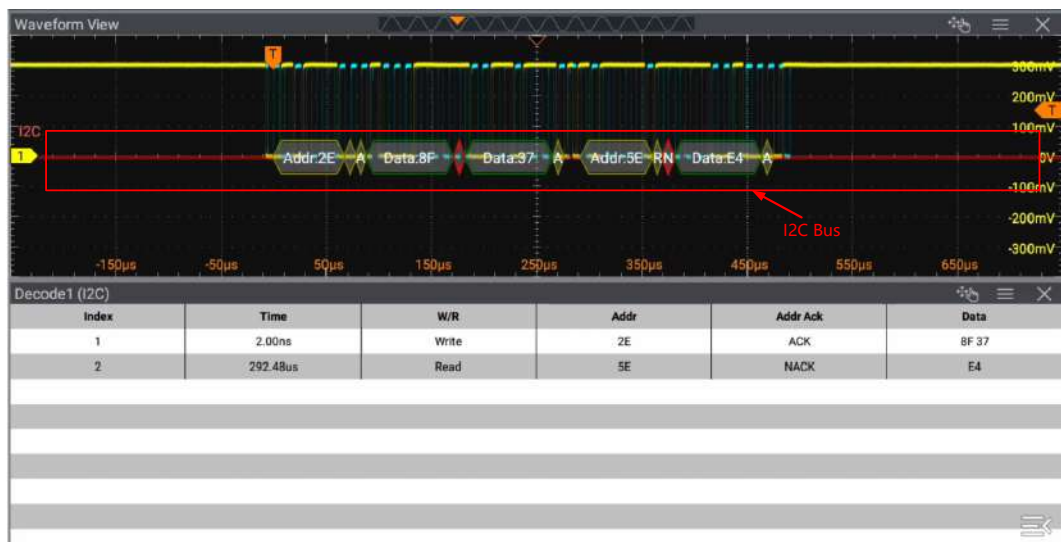 Waveform View
T
300mV
200mV
T
I2C
100mV
1
Addr:2E A Data:8F Data:37 A Addr:5E R N Data:E4 A
0V
-100mV
I2C Bus
-200mV
-300mV
-150μs -50μs 50μs 150μs 250μs 350μs 450μs 550μs 650μs
Decode1 (I2C)
Index Time W/R Addr Addr Ack Data
1 2.00ns Write 2E ACK 8F 37
2 292.48us Read 5E NACK E4